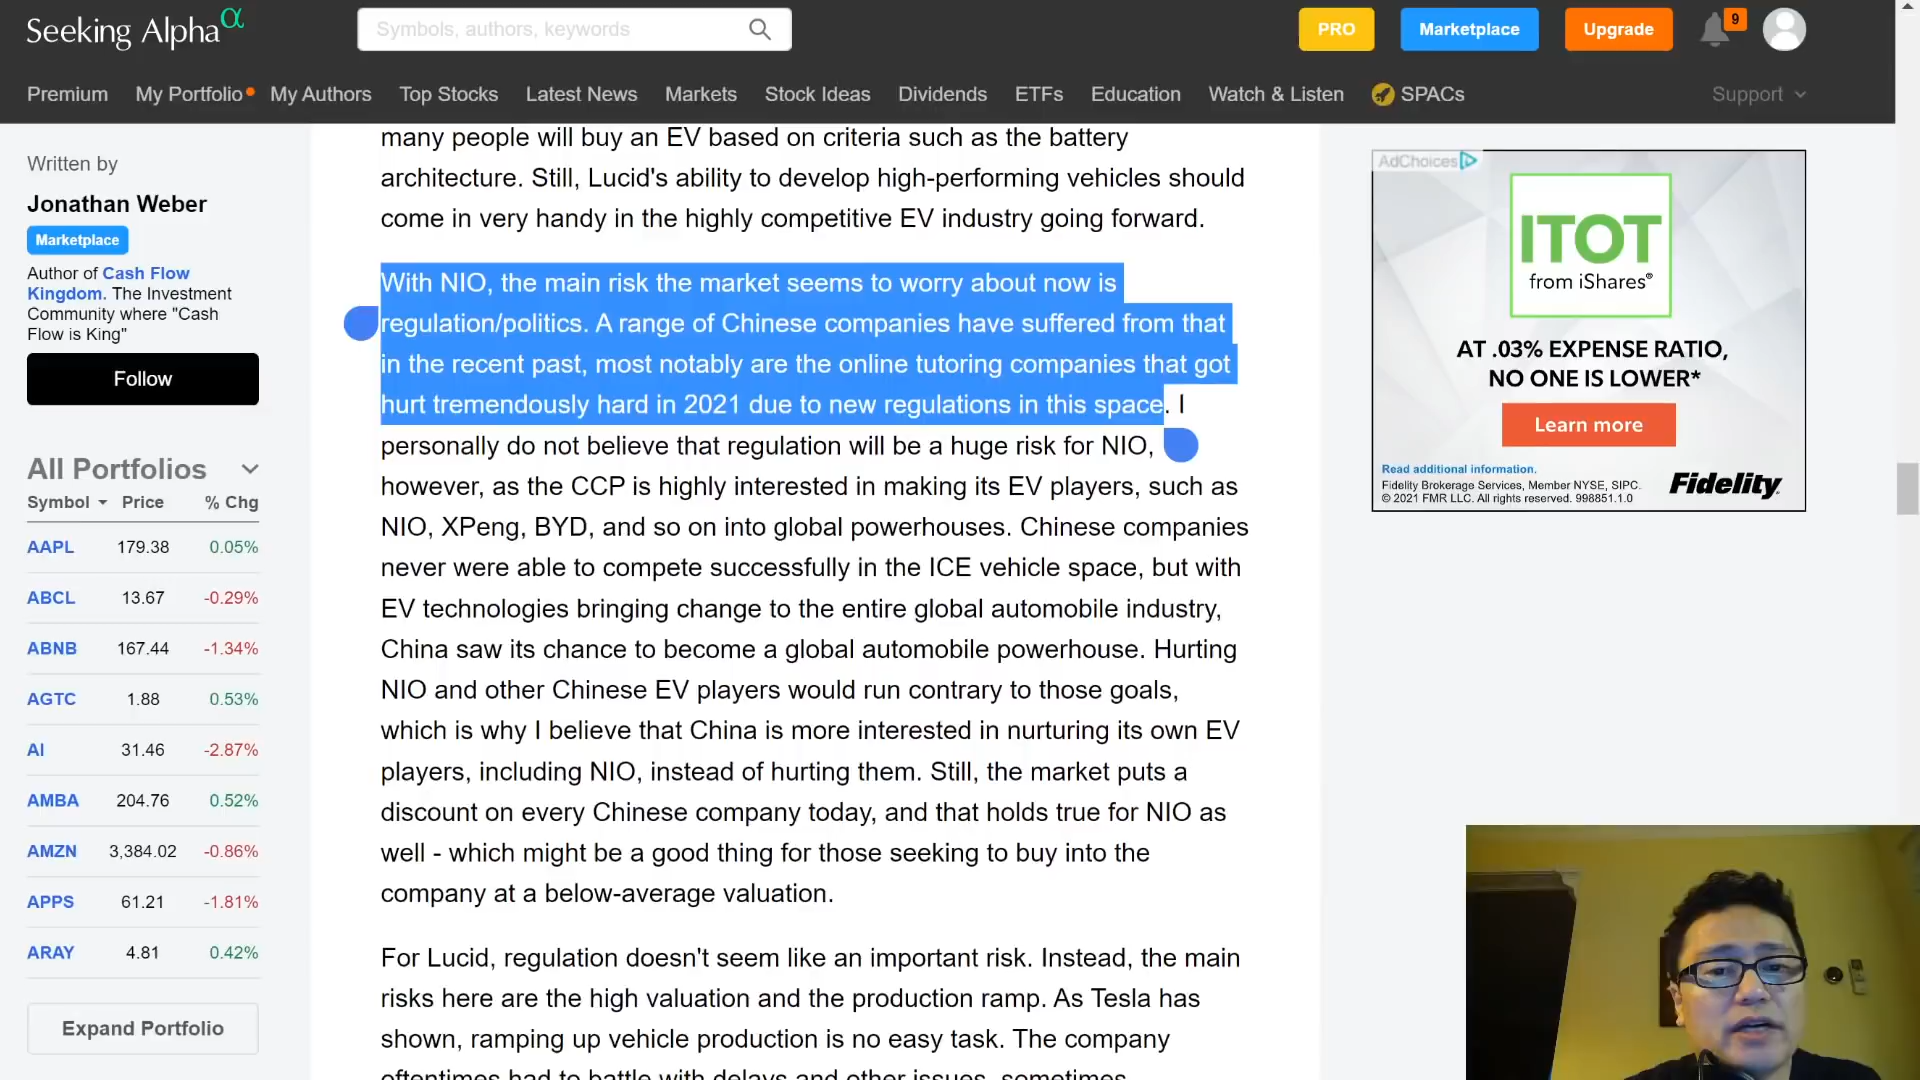 Seeking Alpha α
Symbols, authors, keywords
PRO
Marketplace
Upgrade
9
Premium
My Portfolio
My Authors
Top Stocks
Latest News
Markets
Stock Ideas
Dividends
ETFs
Education
Watch & Listen
SPACs
Support
Written by
Jonathan Weber
Marketplace
Author of Cash Flow
Kingdom. The Investment
Community where "Cash
Flow is King"
Follow
All Portfolios
Symbol Price % Chg
AAPL 179.38 0.05%
ABCL 13.67 -0.29%
ABNB 167.44 -1.34%
AGTC 1.88 0.53%
AI 31.46 -2.87%
AMBA 204.76 0.52%
AMZN 3,384.02 -0.86%
APPS 61.21 -1.81%
ARAY 4.81 0.42%
Expand Portfolio
many people will buy an EV based on criteria such as the battery
architecture. Still, Lucid's ability to develop high-performing vehicles should
come in very handy in the highly competitive EV industry going forward.
With NIO, the main risk the market seems to worry about now is
regulation/politics. A range of Chinese companies have suffered from that
in the recent past, most notably are the online tutoring companies that got
hurt tremendously hard in 2021 due to new regulations in this space. I
personally do not believe that regulation will be a huge risk for NIO,
however, as the CCP is highly interested in making its EV players, such as
NIO, XPeng, BYD, and so on into global powerhouses. Chinese companies
never were able to compete successfully in the ICE vehicle space, but with
EV technologies bringing change to the entire global automobile industry,
China saw its chance to become a global automobile powerhouse. Hurting
NIO and other Chinese EV players would run contrary to those goals,
which is why I believe that China is more interested in nurturing its own EV
players, including NIO, instead of hurting them. Still, the market puts a
discount on every Chinese company today, and that holds true for NIO as
well - which might be a good thing for those seeking to buy into the
company at a below-average valuation.
For Lucid, regulation doesn't seem like an important risk. Instead, the main
risks here are the high valuation and the production ramp. As Tesla has
shown, ramping up vehicle production is no easy task. The company
oftentimes had to battle with delays and other issues, sometimes
AdChoices
ITOT
from iShares®
AT .03% EXPENSE RATIO,
NO ONE IS LOWER*
Learn more
Read additional information.
Fidelity Brokerage Services, Member NYSE, SIPC.
© 2021 FMR LLC. All rights reserved. 998851.1.0
Fidelity